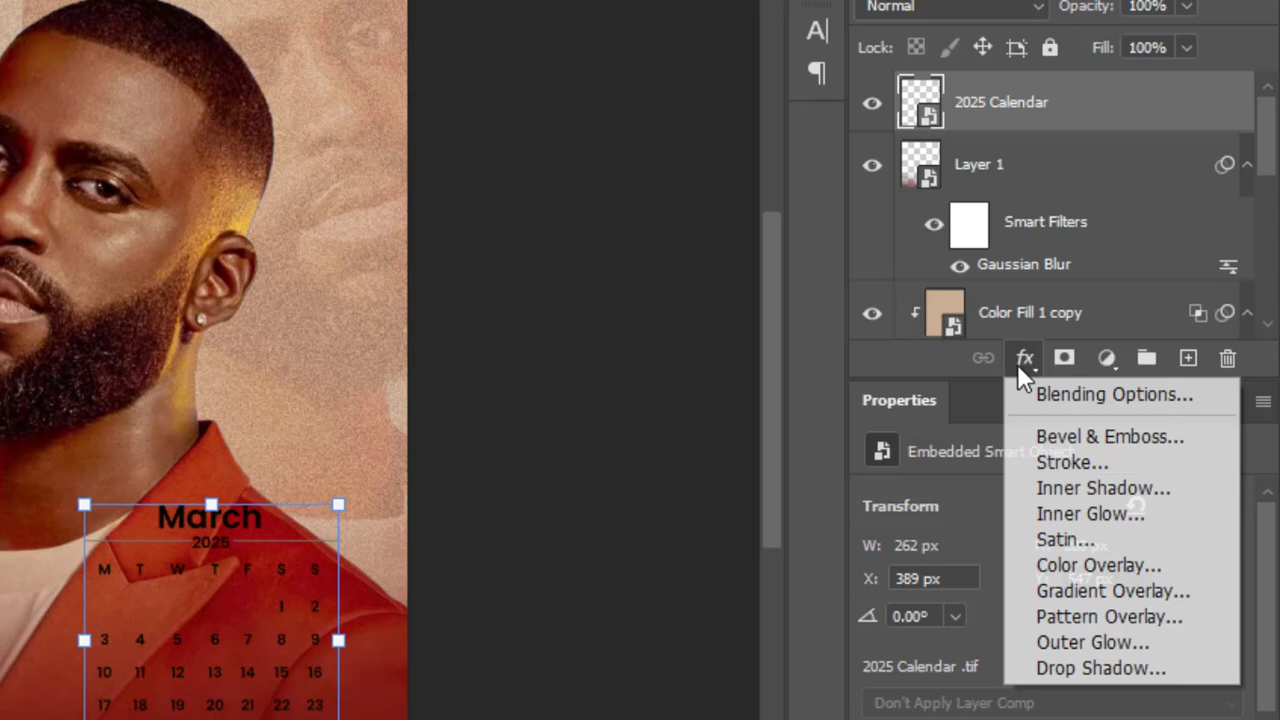 Normal Opacity: 100%
Lock: Fill: 100%
2025 Calendar
Layer 1
Smart Filters
Gaussian Blur
Color Fill 1 copy
fx
Properties
Embedded Smart Object
Transform
W: 262 px
X: 389 px
0.00°
2025 Calendar .tif
Don't Apply Layer Comp
Blending Options...
Bevel & Emboss...
Stroke...
Inner Shadow...
Inner Glow...
Satin...
Color Overlay...
Gradient Overlay...
Pattern Overlay...
Outer Glow...
Drop Shadow...
March
2025
M T W T F S S
1 2
3 4 5 6 7 8 9
10 11 12 13 14 15 16
17 18 19 20 21 22 23